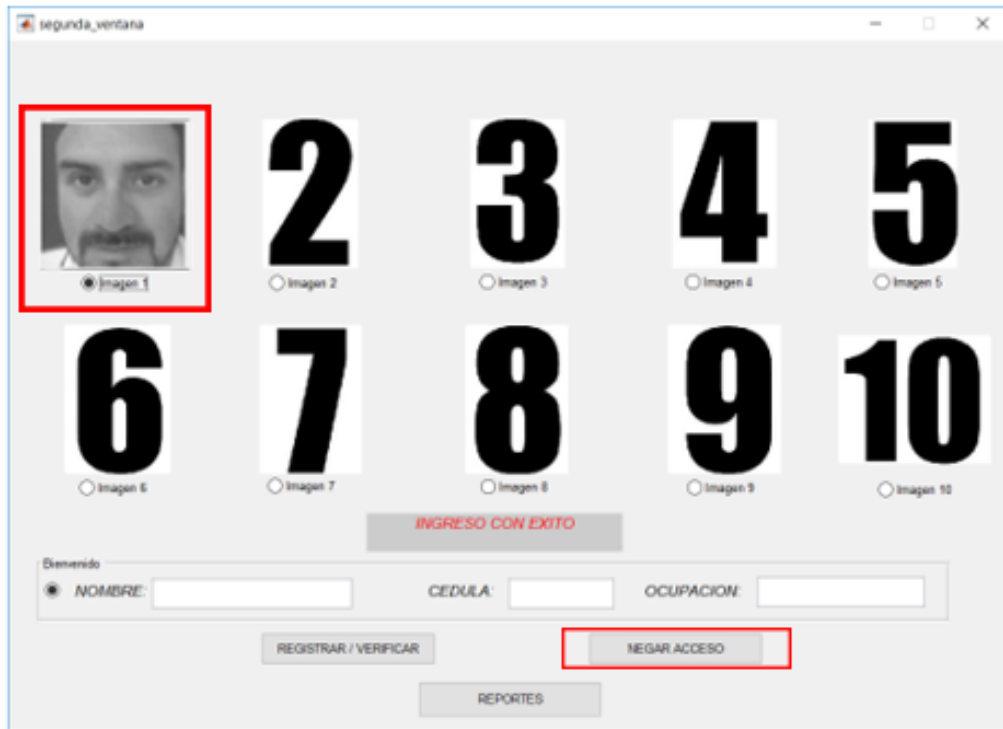 segunda_ventana
2 3 4 5
Imagen 1 Imagen 2 Imagen 3 Imagen 4 Imagen 5
6 7 8 9 10
Imagen 6 Imagen 7 Imagen 8 Imagen 9 Imagen 10
INGRESO CON EXITO
Bienvenido
NOMBRE: CEDULA: OCUPACION:
REGISTRAR / VERIFICAR NEGAR ACCESO
REPORTES